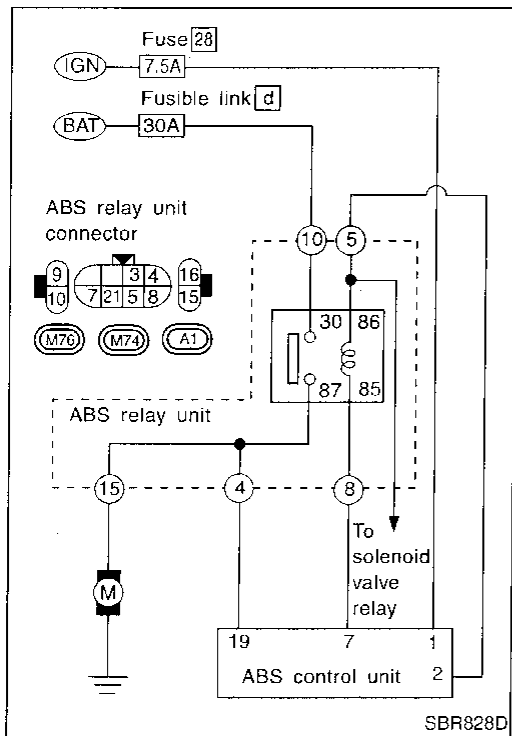 Fuse 28
IGN 7.5A
Fusible link d
BAT 30A
ABS relay unit
connector
10 5
9 3 4 16
10 7 21 5 8 15
M76 M74 A1
30 86
87 85
ABS relay unit
15 4 8
To
solenoid
valve
relay
M
19 7 1
ABS control unit 2
SBR828D